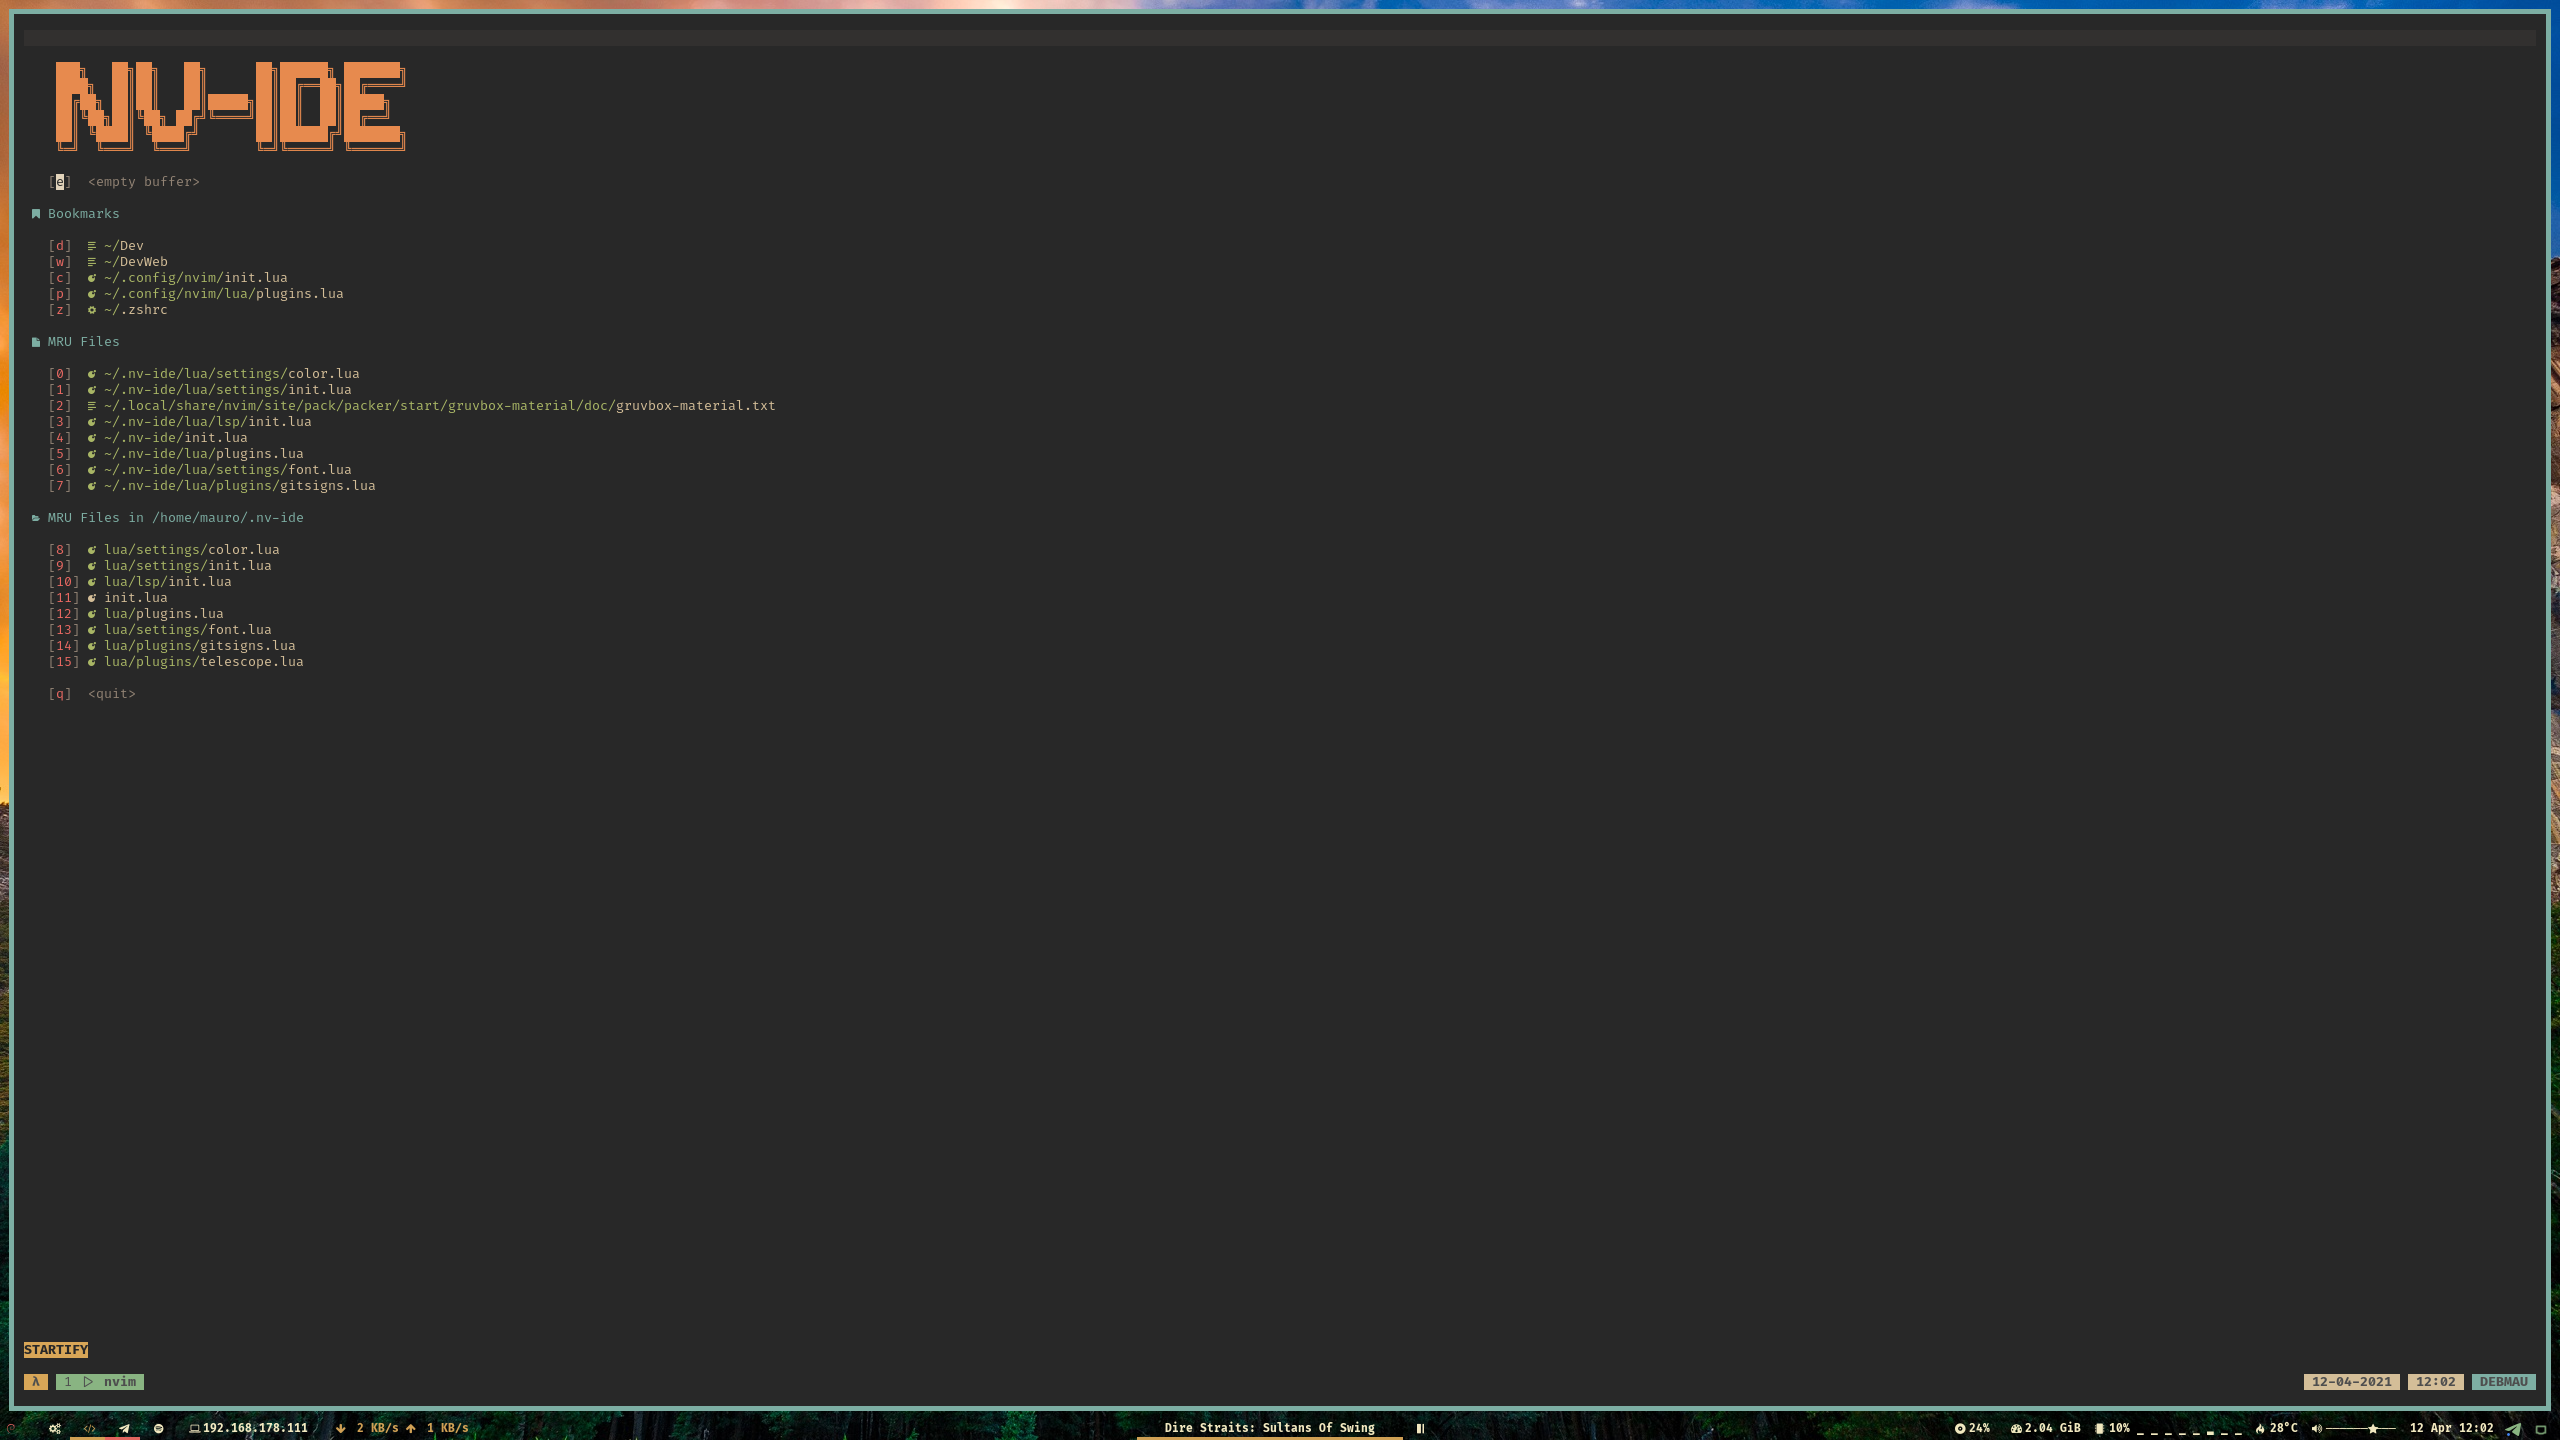 NV-IDE
[e]  <empty buffer>
Bookmarks
[d]  ~/Dev
[w]  ~/DevWeb
[c]  ~/.config/nvim/init.lua
[p]  ~/.config/nvim/lua/plugins.lua
[z]  ~/.zshrc
MRU Files
[0]  ~/.nv-ide/lua/settings/color.lua
[1]  ~/.nv-ide/lua/settings/init.lua
[2]  ~/.local/share/nvim/site/pack/packer/start/gruvbox-material/doc/gruvbox-material.txt
[3]  ~/.nv-ide/lua/lsp/init.lua
[4]  ~/.nv-ide/init.lua
[5]  ~/.nv-ide/lua/plugins.lua
[6]  ~/.nv-ide/lua/settings/font.lua
[7]  ~/.nv-ide/lua/plugins/gitsigns.lua
MRU Files in /home/mauro/.nv-ide
[8]  lua/settings/color.lua
[9]  lua/settings/init.lua
[10] lua/lsp/init.lua
[11] init.lua
[12] lua/plugins.lua
[13] lua/settings/font.lua
[14] lua/plugins/gitsigns.lua
[15] lua/plugins/telescope.lua
[q]  <quit>
STARTIFY
λ 1 nvim 12-04-2021 12:02 DEBMAU
192.168.178.111 2 KB/s 1 KB/s Dire Straits: Sultans Of Swing 24% 2.04 GiB 10% 28°C 12 Apr 12:02